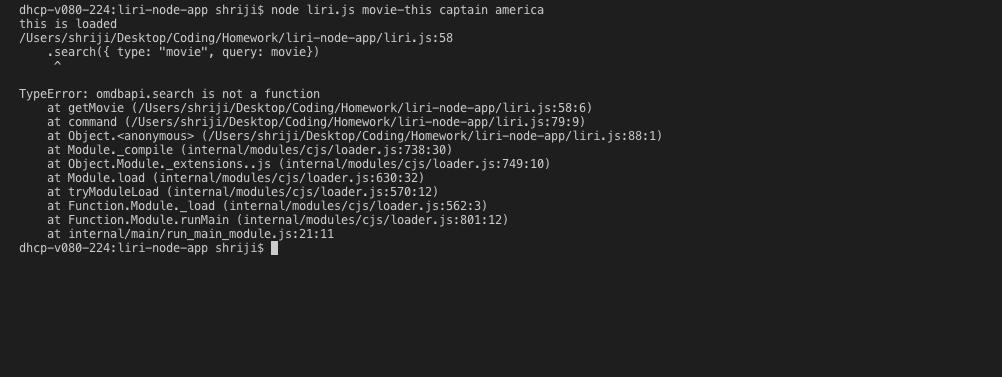 dhcp-v080-224:liri-node-app shriji$ node liri.js movie-this captain america
this is loaded
/Users/shriji/Desktop/Coding/Homework/liri-node-app/liri.js:58
    .search({ type: "movie", query: movie})
     ^

TypeError: omdbapi.search is not a function
    at getMovie (/Users/shriji/Desktop/Coding/Homework/liri-node-app/liri.js:58:6)
    at command (/Users/shriji/Desktop/Coding/Homework/liri-node-app/liri.js:79:9)
    at Object.<anonymous> (/Users/shriji/Desktop/Coding/Homework/liri-node-app/liri.js:88:1)
    at Module._compile (internal/modules/cjs/loader.js:738:30)
    at Object.Module._extensions..js (internal/modules/cjs/loader.js:749:10)
    at Module.load (internal/modules/cjs/loader.js:630:32)
    at tryModuleLoad (internal/modules/cjs/loader.js:570:12)
    at Function.Module._load (internal/modules/cjs/loader.js:562:3)
    at Function.Module.runMain (internal/modules/cjs/loader.js:801:12)
    at internal/main/run_main_module.js:21:11
dhcp-v080-224:liri-node-app shriji$